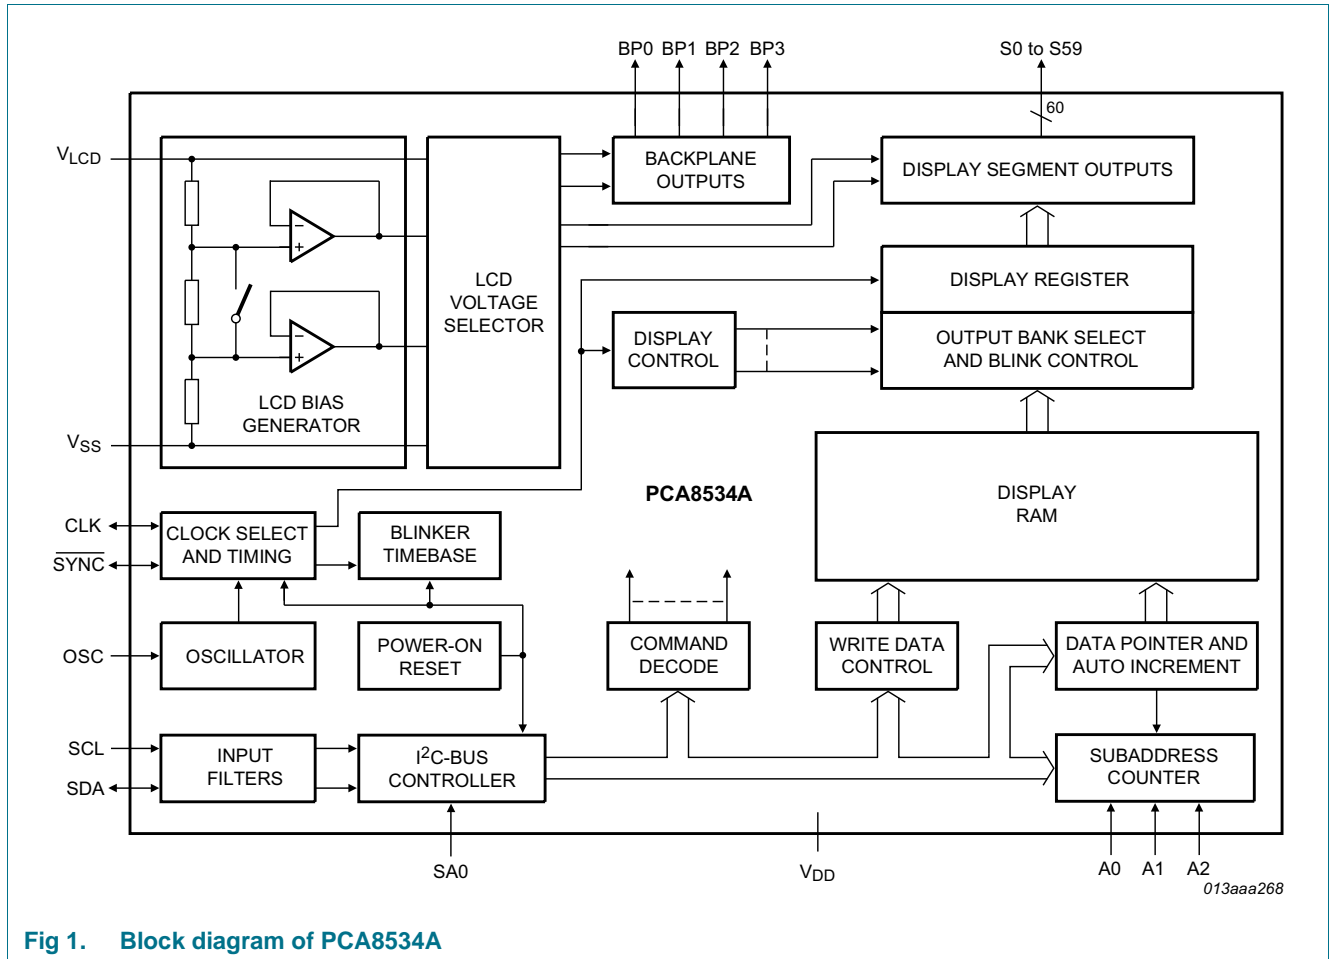 BP0 BP1 BP2 BP3
S0 to S59
60
VLCD
BACKPLANE
OUTPUTS
DISPLAY SEGMENT OUTPUTS
−
+
−
+
LCD
VOLTAGE
SELECTOR
DISPLAY REGISTER
DISPLAY
CONTROL
OUTPUT BANK SELECT
AND BLINK CONTROL
LCD BIAS
GENERATOR
VSS
PCA8534A
DISPLAY
RAM
CLK
SYNC
CLOCK SELECT
AND TIMING
BLINKER
TIMEBASE
OSC
OSCILLATOR
POWER-ON
RESET
COMMAND
DECODE
WRITE DATA
CONTROL
DATA POINTER AND
AUTO INCREMENT
SCL
SDA
INPUT
FILTERS
I2C-BUS
CONTROLLER
SUBADDRESS
COUNTER
SA0
VDD
A0 A1 A2
013aaa268
Fig 1. Block diagram of PCA8534A